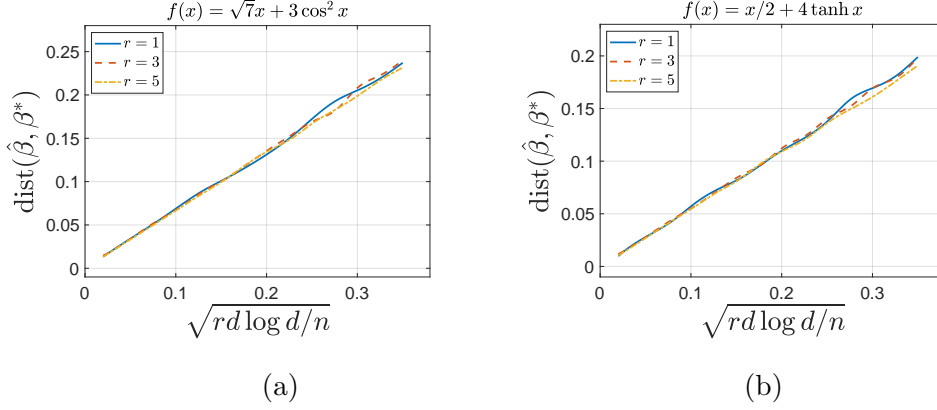 f(x) = √7x + 3 cos² x
r = 1
r = 3
r = 5
0.25
0.2
0.15
0.1
0.05
0
dist(β̂, β*)
0 0.1 0.2 0.3
√rd log d/n
(a)
f(x) = x/2 + 4 tanh x
r = 1
r = 3
r = 5
0.2
0.15
0.1
0.05
0
dist(β̂, β*)
0 0.1 0.2 0.3
√rd log d/n
(b)